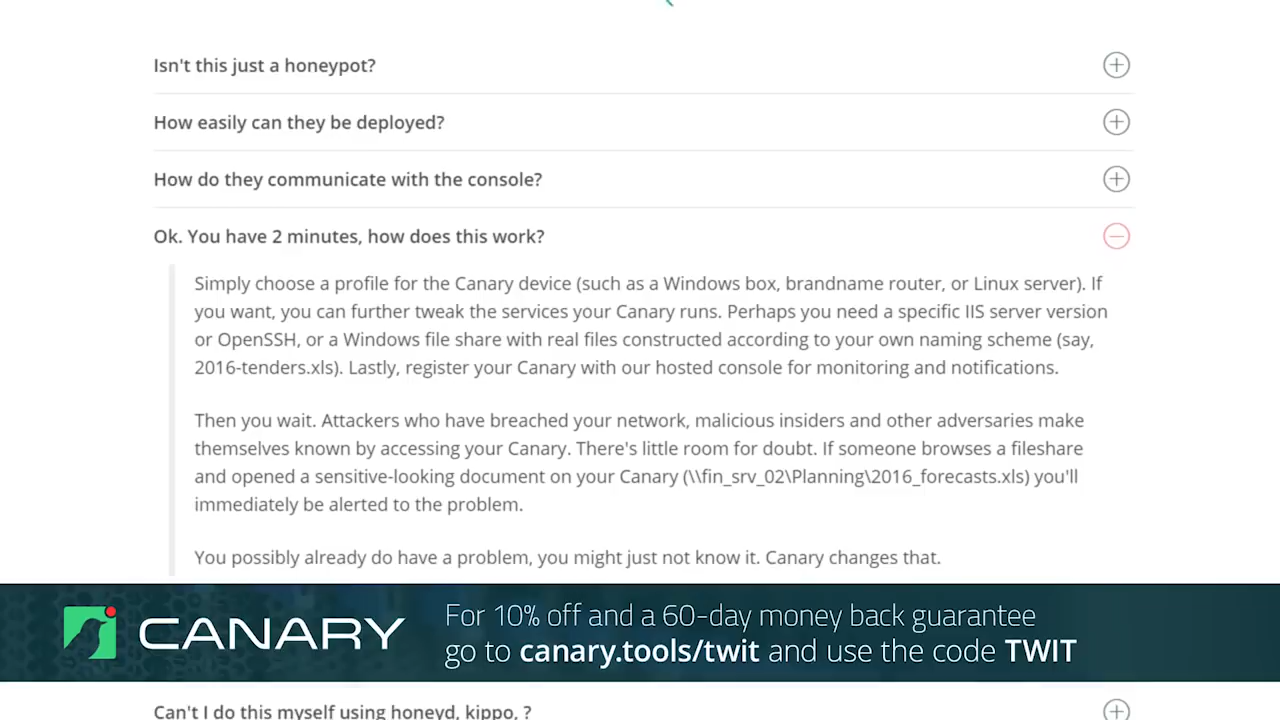 Isn't this just a honeypot?
How easily can they be deployed?
How do they communicate with the console?
Ok. You have 2 minutes, how does this work?
Simply choose a profile for the Canary device (such as a Windows box, brandname router, or Linux server). If
you want, you can further tweak the services your Canary runs. Perhaps you need a specific IIS server version
or OpenSSH, or a Windows file share with real files constructed according to your own naming scheme (say,
2016-tenders.xls). Lastly, register your Canary with our hosted console for monitoring and notifications.
Then you wait. Attackers who have breached your network, malicious insiders and other adversaries make
themselves known by accessing your Canary. There's little room for doubt. If someone browses a fileshare
and opened a sensitive-looking document on your Canary (\\fin_srv_02\Planning\2016_forecasts.xls) you'll
immediately be alerted to the problem.
You possibly already do have a problem, you might just not know it. Canary changes that.
CANARY
For 10% off and a 60-day money back guarantee
go to canary.tools/twit and use the code TWIT
Can't I do this myself using honeyd, kippo, ?